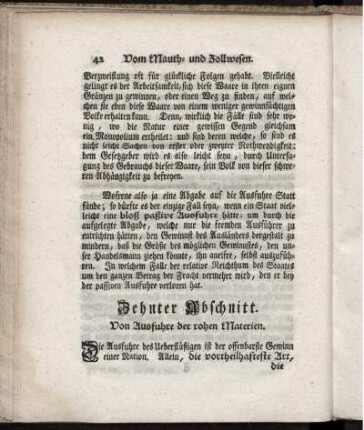 42 Vom Mauth- und Zollwesen.
Verzweiflung oft für glückliche Folgen gehabt. Vielleicht
gelingt es der Arbeitsamkeit, sich diese Waare in ihren eignen
Gränzen zu gewinnen, oder einen Weg zu finden, auf wel-
chen sie eben diese Waare von einem weniger gewinnsüchtigen
Volke erhalten kann. Denn, wirklich die Fälle sind sehr we-
nig, wo die Natur einer gewissen Gegend gleichsam
ein Monopolium ertheilet: und sind deren welche, so sind es
nicht leicht Sachen von erster oder zweyter Nothwendigkeit:
dem Gesetzgeber wird es also leicht seyn, durch Untersa-
gung des Gebrauchs dieser Waare, sein Volk von dieser schwe-
ren Abhängigkeit zu befreyen.
Woferne also ja eine Abgabe auf die Ausfuhre Statt
fände; so dürfte es der einzige Fall seyn, wenn ein Staat viel-
leicht eine bloß passive Ausfuhre hätte: um durch die
aufgelegte Abgabe, welche nur die fremden Ausführer zu
entrichten hätten, den Gewinnst des Ausländers dergestalt zu
mindern, daß die Größe des möglichen Gewinnstes, den un-
ser Handelsmann ziehen könnte, ihn aneifre, selbst auszufüh-
ren. In welchem Falle der relative Reichthum des Staates
um den ganzen Betrag der Fracht vermehrt wird, den er bey
der passiven Ausfuhre verloren hat.
Zehnter Abschnitt.
Von Ausfuhre der rohen Materien.
Die Ausfuhre des Ueberflüßigen ist der offenbarste Gewinn
einer Nation. Allein, die vortheilhafteste Art,
die